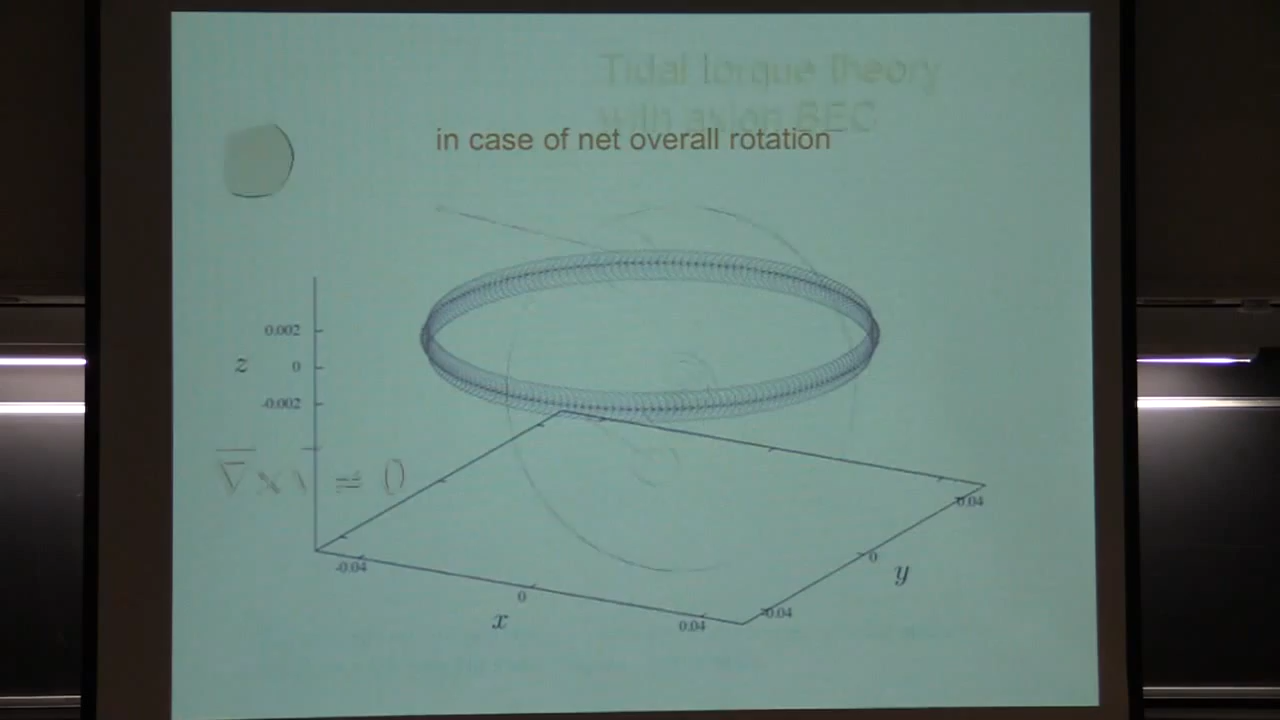 Tidal torque theory
with axion BEC
in case of net overall rotation
0.002
z
0
-0.002
∇ x v ≠ 0
-0.04
0
0.04
x
-0.04
0
0.04
y